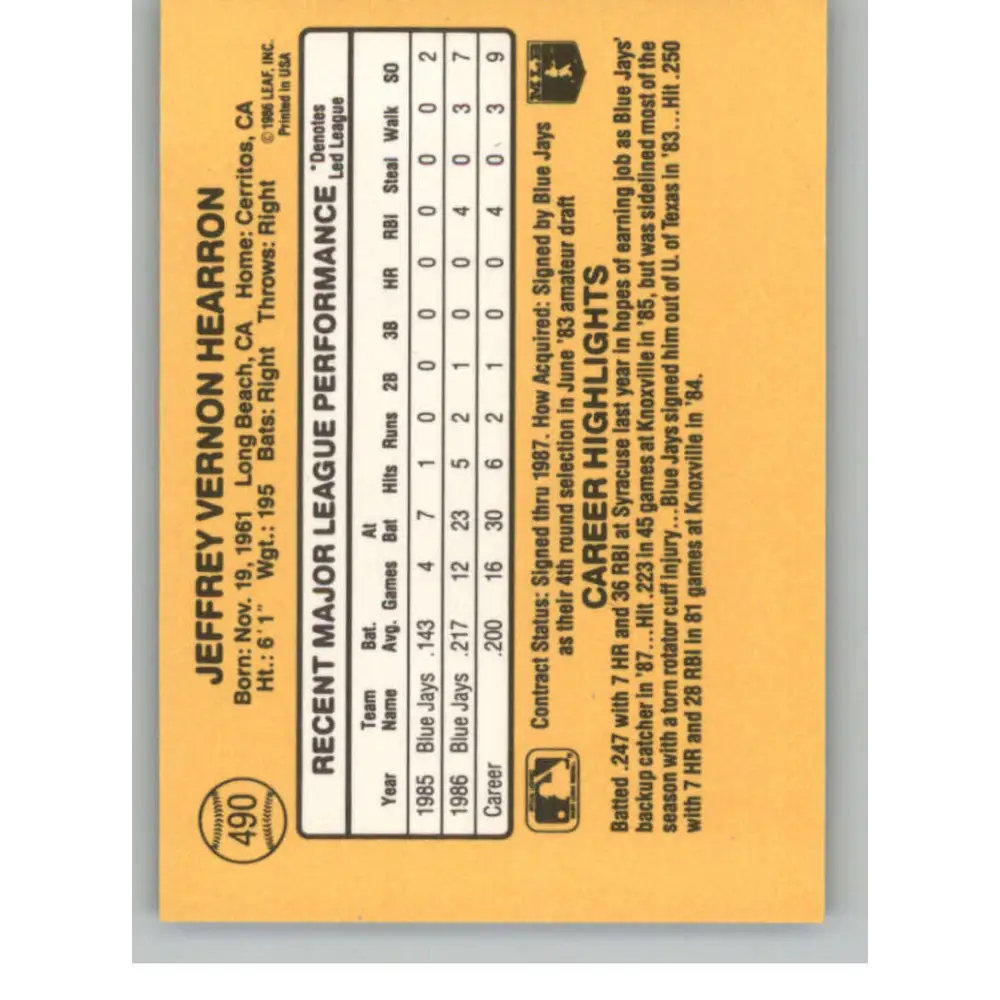 490
JEFFREY VERNON HEARRON
Born: Nov. 19, 1961 Long Beach, CA Home: Cerritos, CA
Ht.: 6'1" Wgt.: 195 Bats: Right Throws: Right
© 1986 LEAF, INC.
Printed in USA
RECENT MAJOR LEAGUE PERFORMANCE *Denotes Led League
Year Team Name Bat. Avg. Games At Bat Hits Runs 2B 3B HR RBI Steal Walk SO
1985 Blue Jays .143 4 7 1 0 0 0 0 0 0 0 2
1986 Blue Jays .217 12 23 5 2 1 0 0 4 0 3 7
Career .200 16 30 6 2 1 0 0 4 0 3 9
Contract Status: Signed thru 1987. How Acquired: Signed by Blue Jays
as their 4th round selection in June '83 amateur draft
MLB
CAREER HIGHLIGHTS
Batted .247 with 7 HR and 36 RBI at Syracuse last year in hopes of earning job as Blue Jays'
backup catcher in '87...Hit .223 in 45 games at Knoxville in '85, but was sidelined most of the
season with a torn rotator cuff injury...Blue Jays signed him out of U. of Texas in '83...Hit .250
with 7 HR and 28 RBI in 81 games at Knoxville in '84.